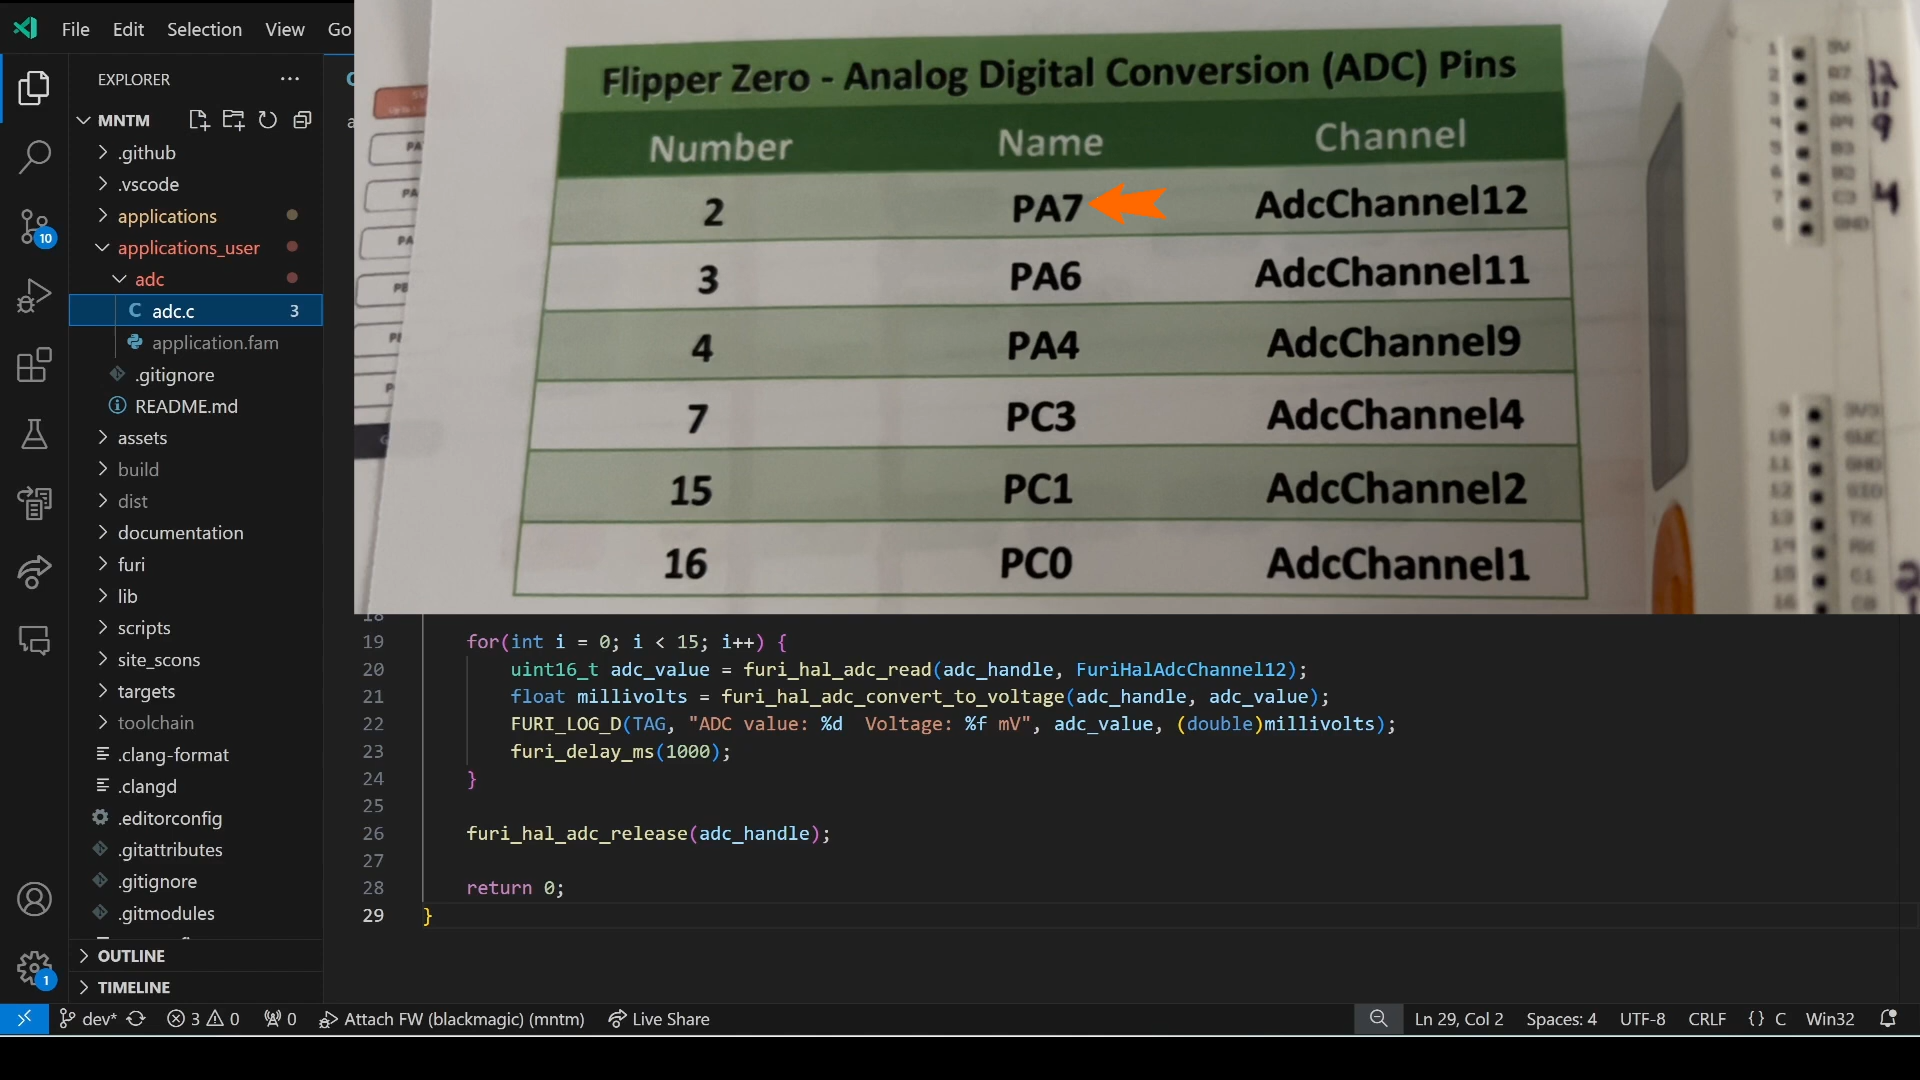 File Edit Selection View Go
EXPLORER
MNTM
.github
.vscode
applications
10
applications_user
adc
adc.c 3
application.fam
.gitignore
README.md
assets
build
dist
documentation
furi
lib
scripts
site_scons
targets
toolchain
.clang-format
.clangd
.editorconfig
.gitattributes
.gitignore
.gitmodules
OUTLINE
TIMELINE
1
Flipper Zero - Analog Digital Conversion (ADC) Pins
Number Name Channel
2 PA7 AdcChannel12
3 PA6 AdcChannel11
4 PA4 AdcChannel9
7 PC3 AdcChannel4
15 PC1 AdcChannel2
16 PC0 AdcChannel1
12
11
9
4
19 for(int i = 0; i < 15; i++) {
20 uint16_t adc_value = furi_hal_adc_read(adc_handle, FuriHalAdcChannel12);
21 float millivolts = furi_hal_adc_convert_to_voltage(adc_handle, adc_value);
22 FURI_LOG_D(TAG, "ADC value: %d  Voltage: %f mV", adc_value, (double)millivolts);
23 furi_delay_ms(1000);
24 }
25
26 furi_hal_adc_release(adc_handle);
27
28 return 0;
29 }
dev* 3 0 0 Attach FW (blackmagic) (mntm) Live Share Ln 29, Col 2 Spaces: 4 UTF-8 CRLF {} C Win32